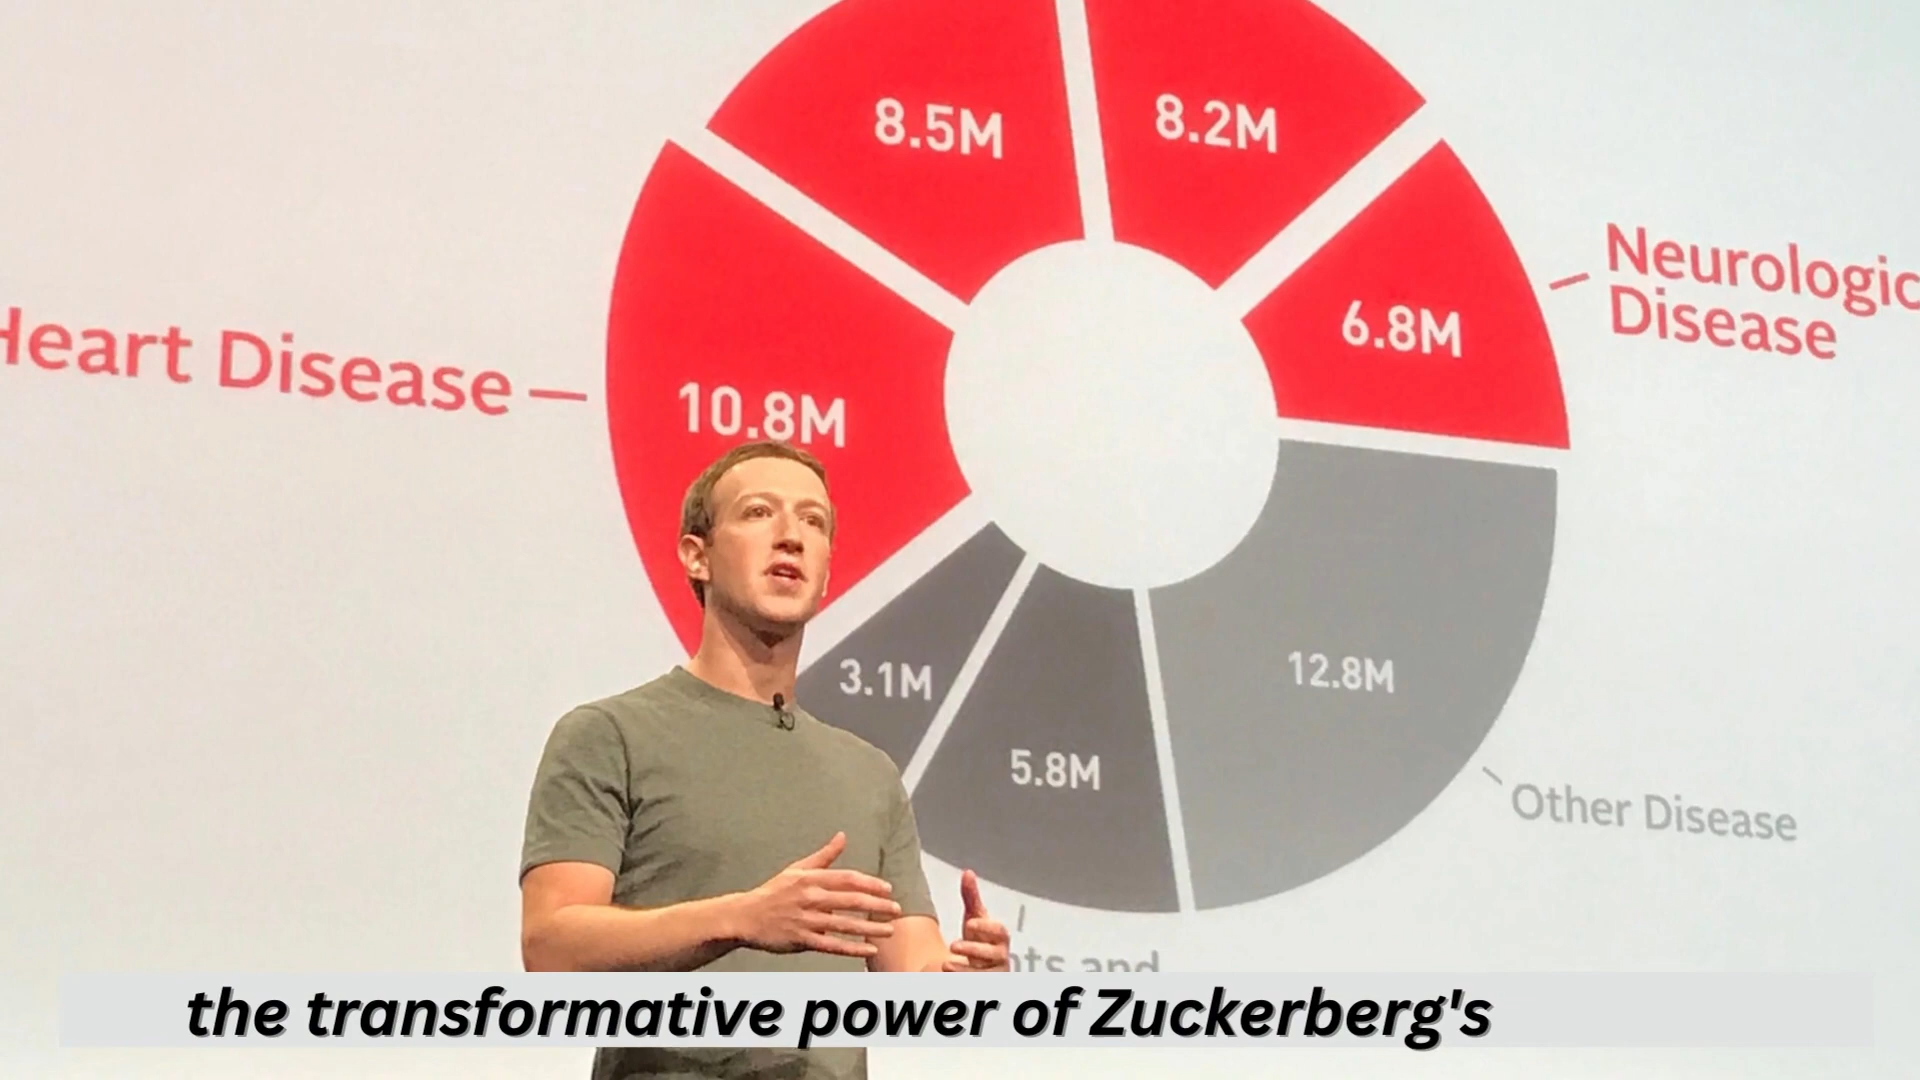 8.5M
8.2M
Neurologic
Disease
6.8M
Heart Disease
10.8M
3.1M
12.8M
5.8M
Other Disease
and
the transformative power of Zuckerberg's